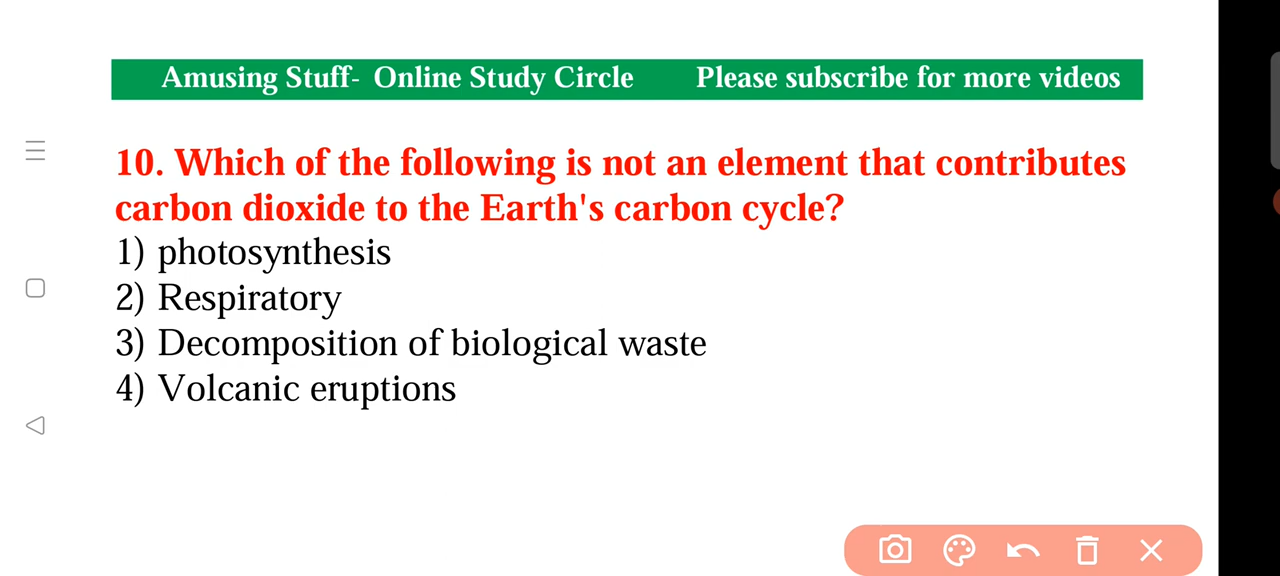 Amusing Stuff- Online Study Circle Please subscribe for more videos
10. Which of the following is not an element that contributes
carbon dioxide to the Earth's carbon cycle?
1) photosynthesis
2) Respiratory
3) Decomposition of biological waste
4) Volcanic eruptions